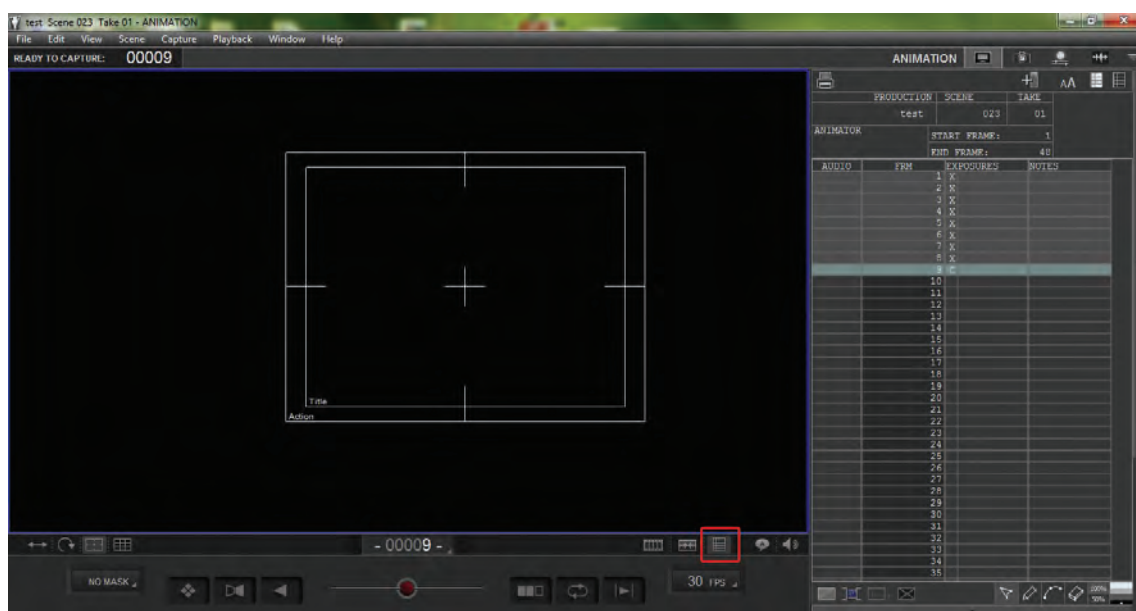 test Scene 023 Take 01 - ANIMATION
File Edit View Scene Capture Playback Window Help
READY TO CAPTURE: 00009
ANIMATION
AA
PRODUCTION SCENE TAKE
test 023 01
ANIMATOR
START FRAME: 1
END FRAME: 48
AUDIO FRM EXPOSURES NOTES
1 X
2 X
3 X
4 X
5 X
6 X
7 X
8 X
9 C
10
11
12
13
14
15
16
17
18
19
20
21
22
23
24
25
26
27
28
29
30
31
32
33
34
35
Title
Action
- 00009 -
NO MASK
30 FPS
100%
50%